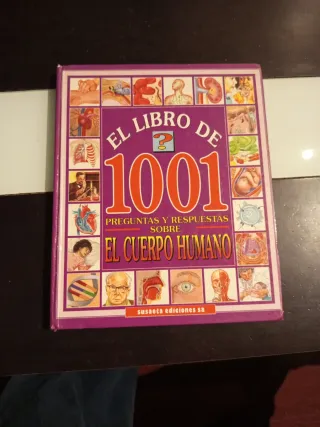 EL LIBRO DE
?
1001
PREGUNTAS Y RESPUESTAS
SOBRE
EL CUERPO HUMANO
susaeta ediciones sa